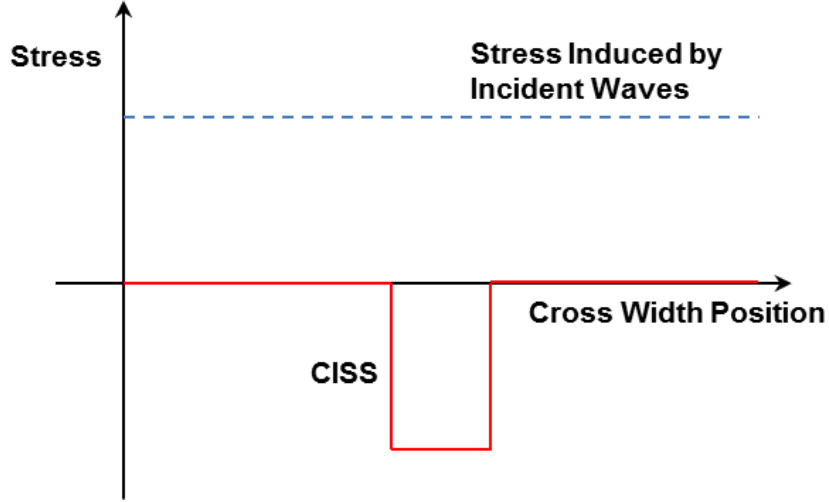 Stress
Stress Induced by
Incident Waves
Cross Width Position
CISS